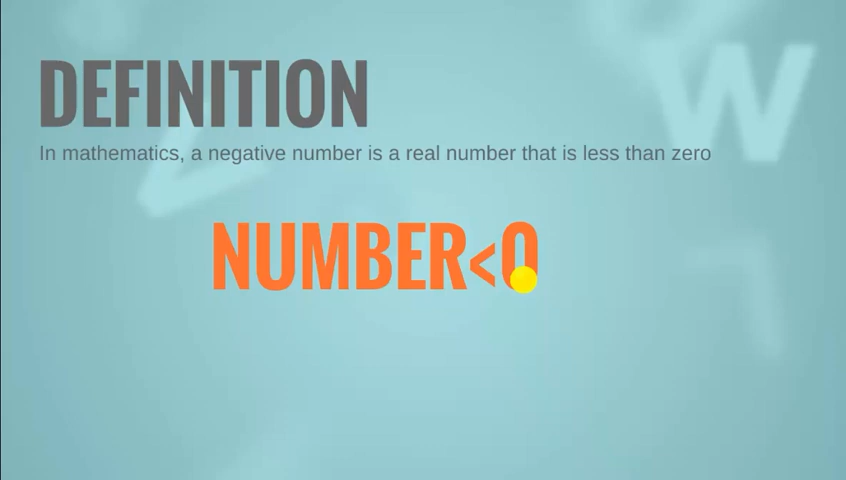 DEFINITION
In mathematics, a negative number is a real number that is less than zero
NUMBER<0